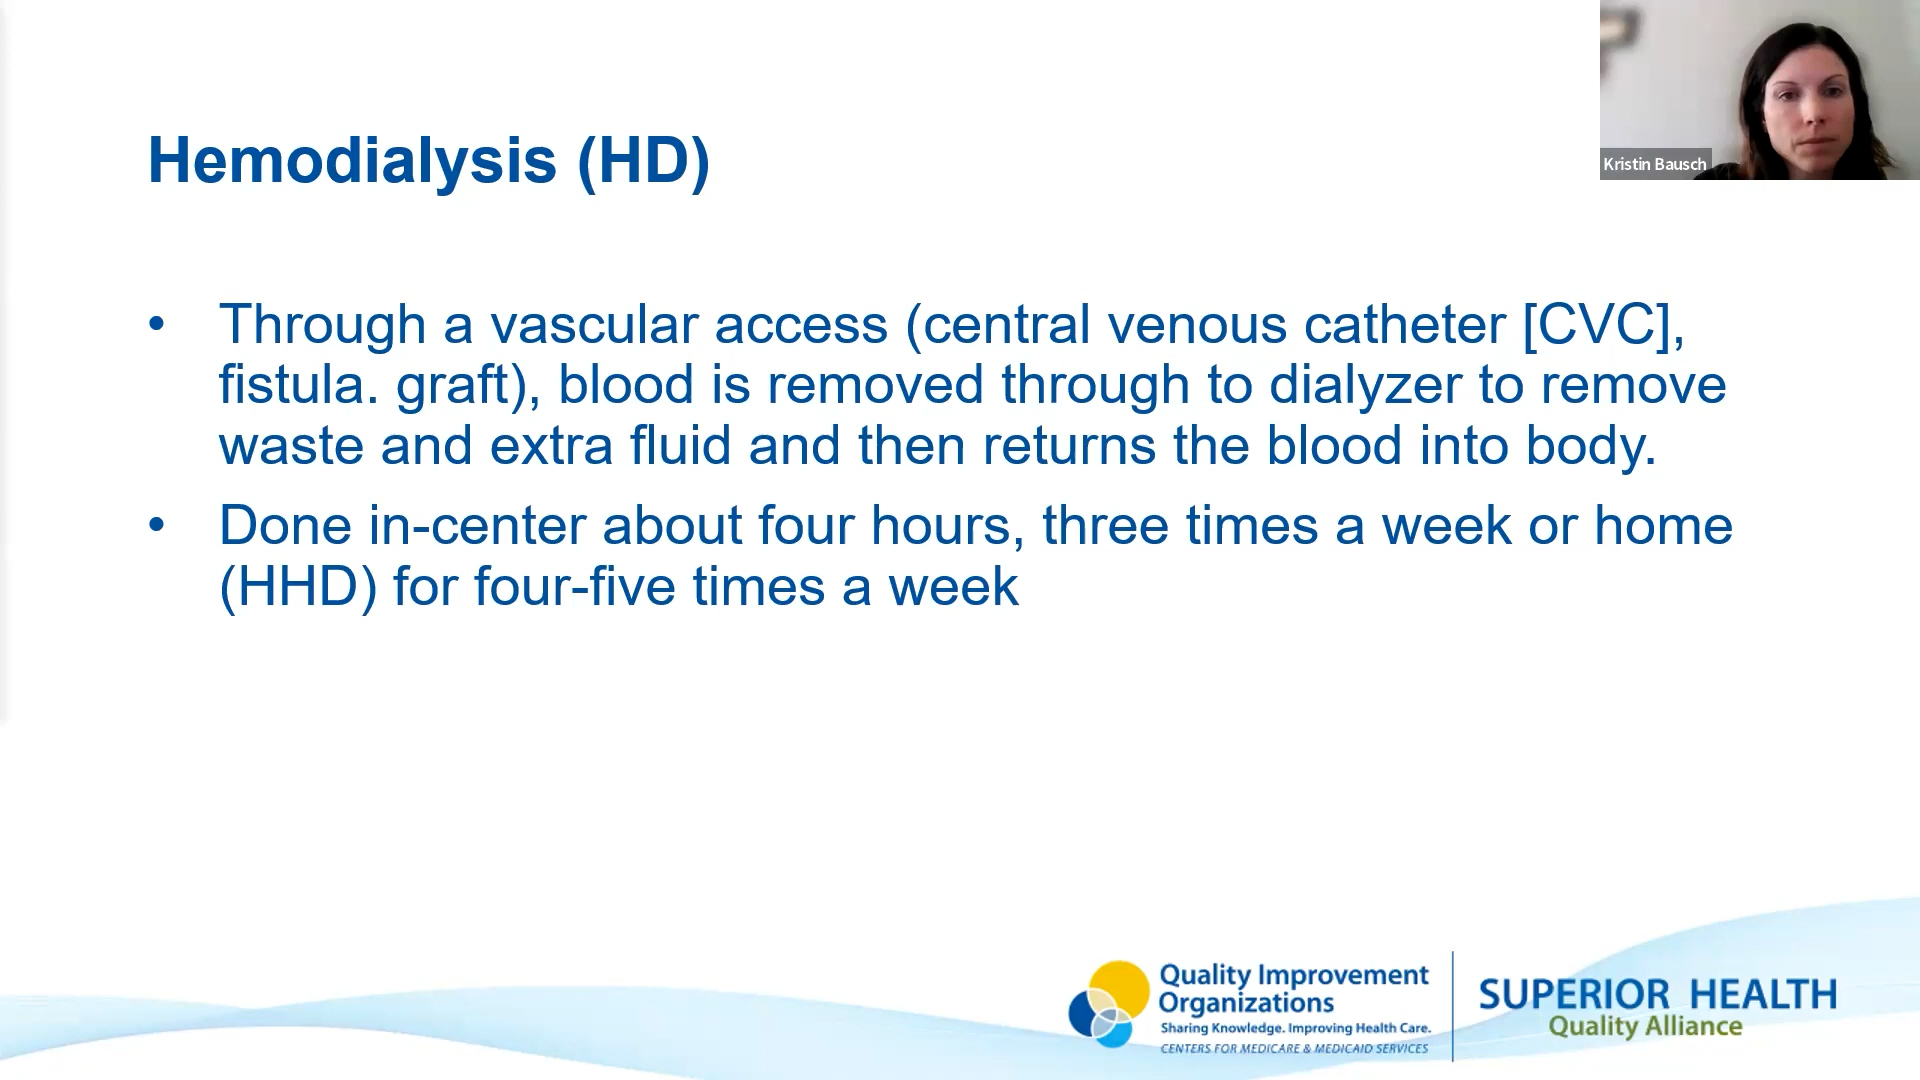 Kristin Bausch
Hemodialysis (HD)
• Through a vascular access (central venous catheter [CVC],
fistula. graft), blood is removed through to dialyzer to remove
waste and extra fluid and then returns the blood into body.
• Done in-center about four hours, three times a week or home
(HHD) for four-five times a week
Quality Improvement
Organizations
Sharing Knowledge. Improving Health Care.
CENTERS FOR MEDICARE & MEDICAID SERVICES
SUPERIOR HEALTH
Quality Alliance